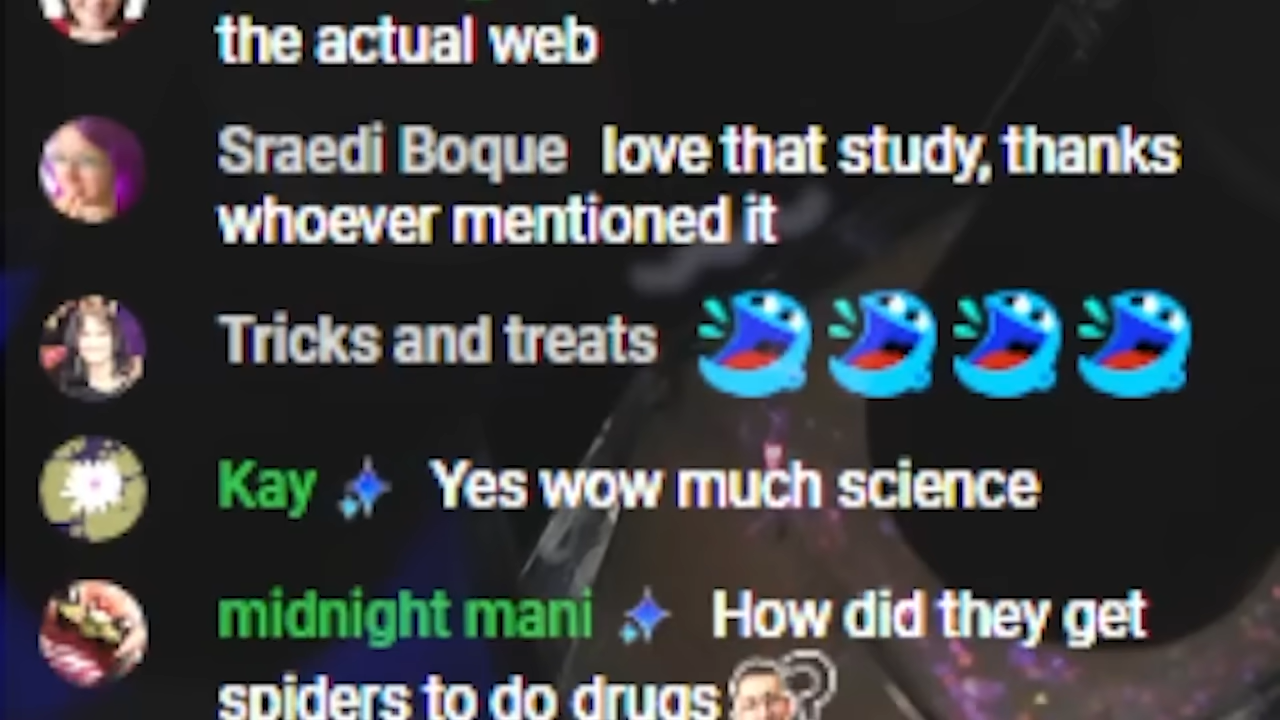 the actual web
Sraedi Boque love that study, thanks
whoever mentioned it
Tricks and treats
Kay Yes wow much science
midnight mani How did they get
spiders to do drugs